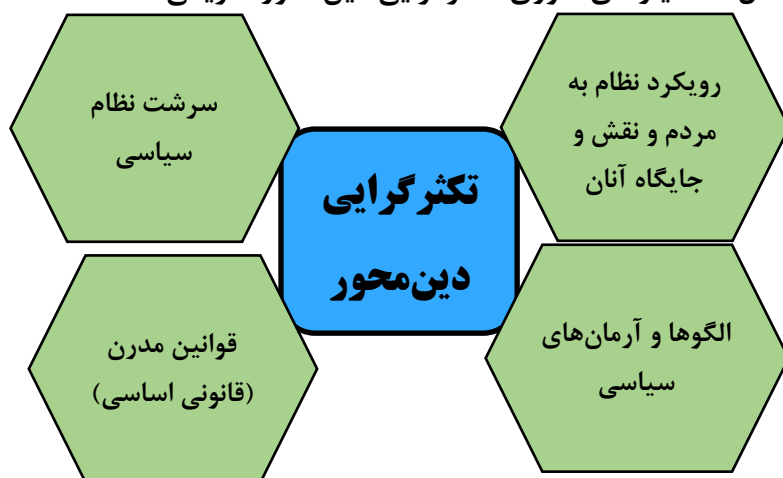 رویکرد نظام به
مردم و نقش و
جایگاه آنان
سرشت نظام
سیاسی
تکثرگرایی
دین‌محور
الگوها و آرمان‌های
سیاسی
قوانین مدرن
(قانونی اساسی)